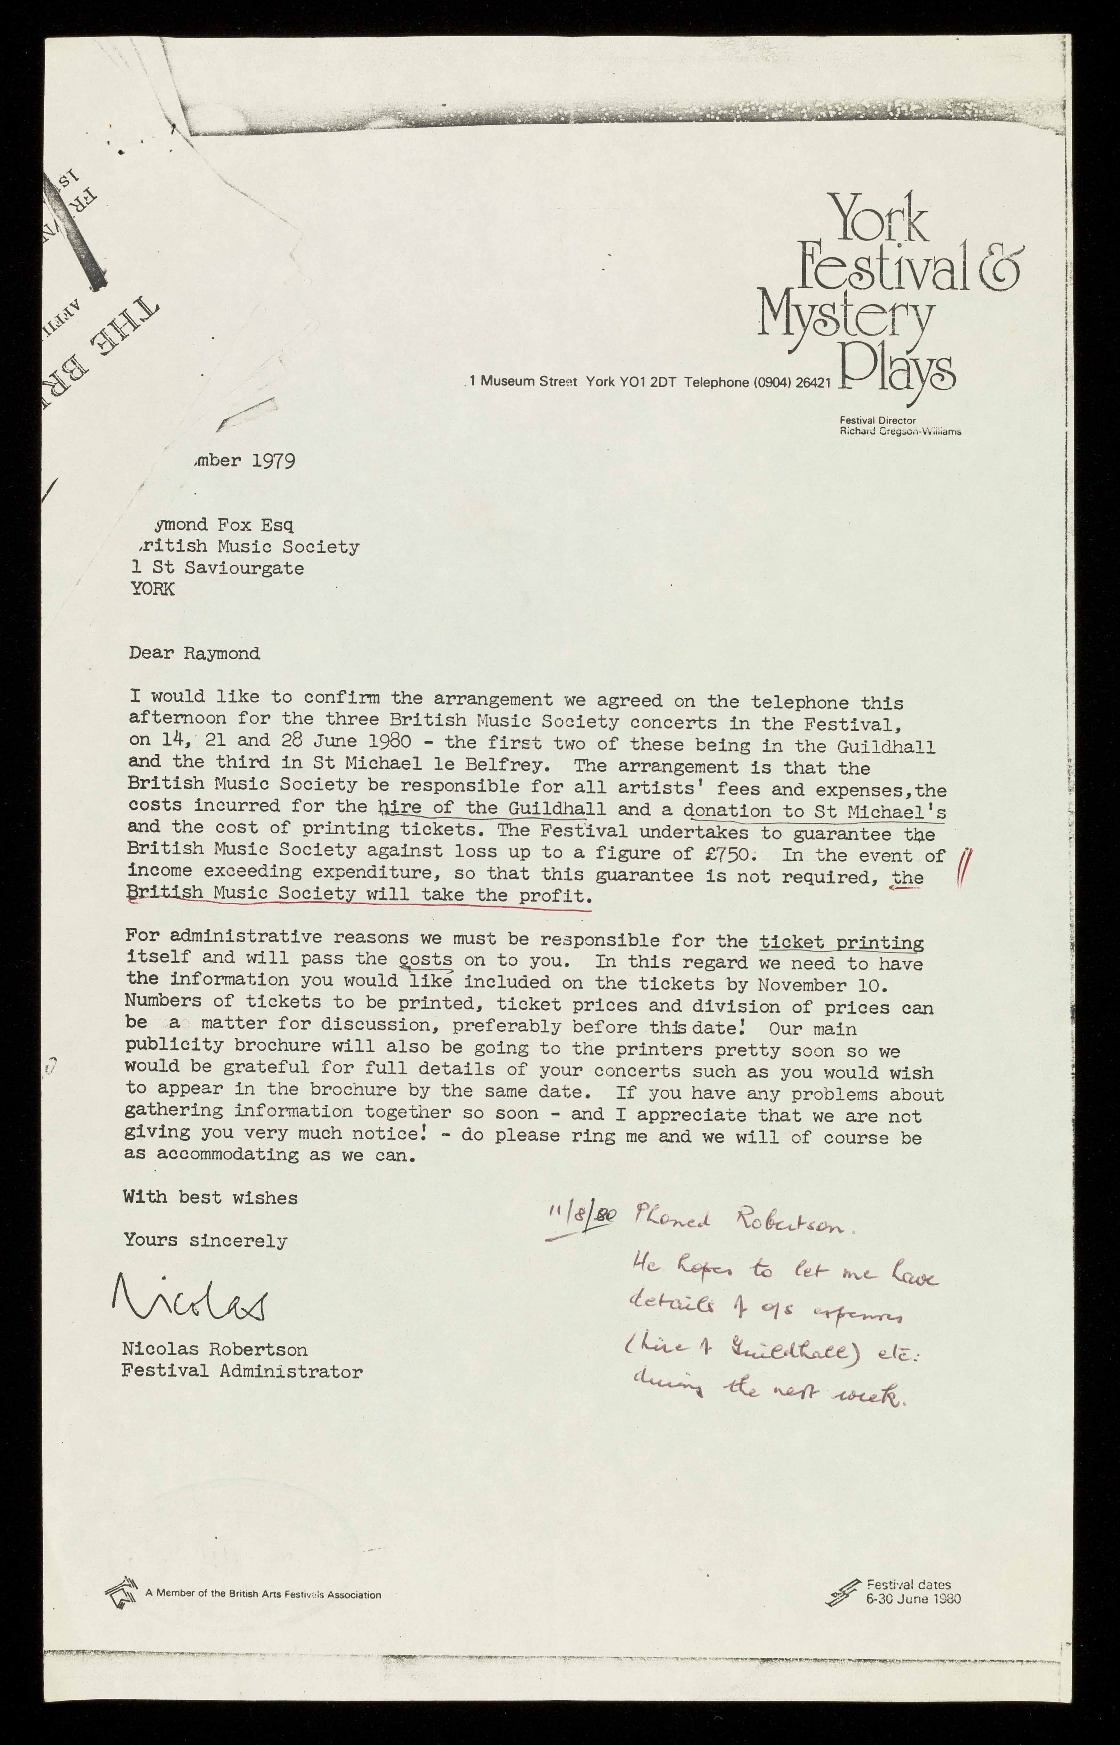 York
Festival &
Mystery
Plays
1 Museum Street York YO1 2DT Telephone (0904) 26421
Festival Director
Richard Gregson-Williams
IS
FR
AFFIL
THE BR
mber 1979
ymond Fox Esq
ritish Music Society
1 St Saviourgate
YORK
Dear Raymond
I would like to confirm the arrangement we agreed on the telephone this
afternoon for the three British Music Society concerts in the Festival,
on 14, 21 and 28 June 1980 - the first two of these being in the Guildhall
and the third in St Michael le Belfrey. The arrangement is that the
British Music Society be responsible for all artists' fees and expenses,the
costs incurred for the hire of the Guildhall and a donation to St Michael's
and the cost of printing tickets. The Festival undertakes to guarantee the
British Music Society against loss up to a figure of £750. In the event of
income exceeding expenditure, so that this guarantee is not required, the
British Music Society will take the profit.
For administrative reasons we must be responsible for the ticket printing
itself and will pass the costs on to you. In this regard we need to have
the information you would like included on the tickets by November 10.
Numbers of tickets to be printed, ticket prices and division of prices can
be a matter for discussion, preferably before this date! Our main
publicity brochure will also be going to the printers pretty soon so we
would be grateful for full details of your concerts such as you would wish
to appear in the brochure by the same date. If you have any problems about
gathering information together so soon - and I appreciate that we are not
giving you very much notice! - do please ring me and we will of course be
as accommodating as we can.
With best wishes
Yours sincerely
Nicolas
Nicolas Robertson
Festival Administrator
11/8/80 Phoned Robertson.
He hopes to let me have
details of o/s expenses
(hire of Guildhall) etc:
during the next week.
A Member of the British Arts Festivals Association
Festival dates
6-30 June 1980